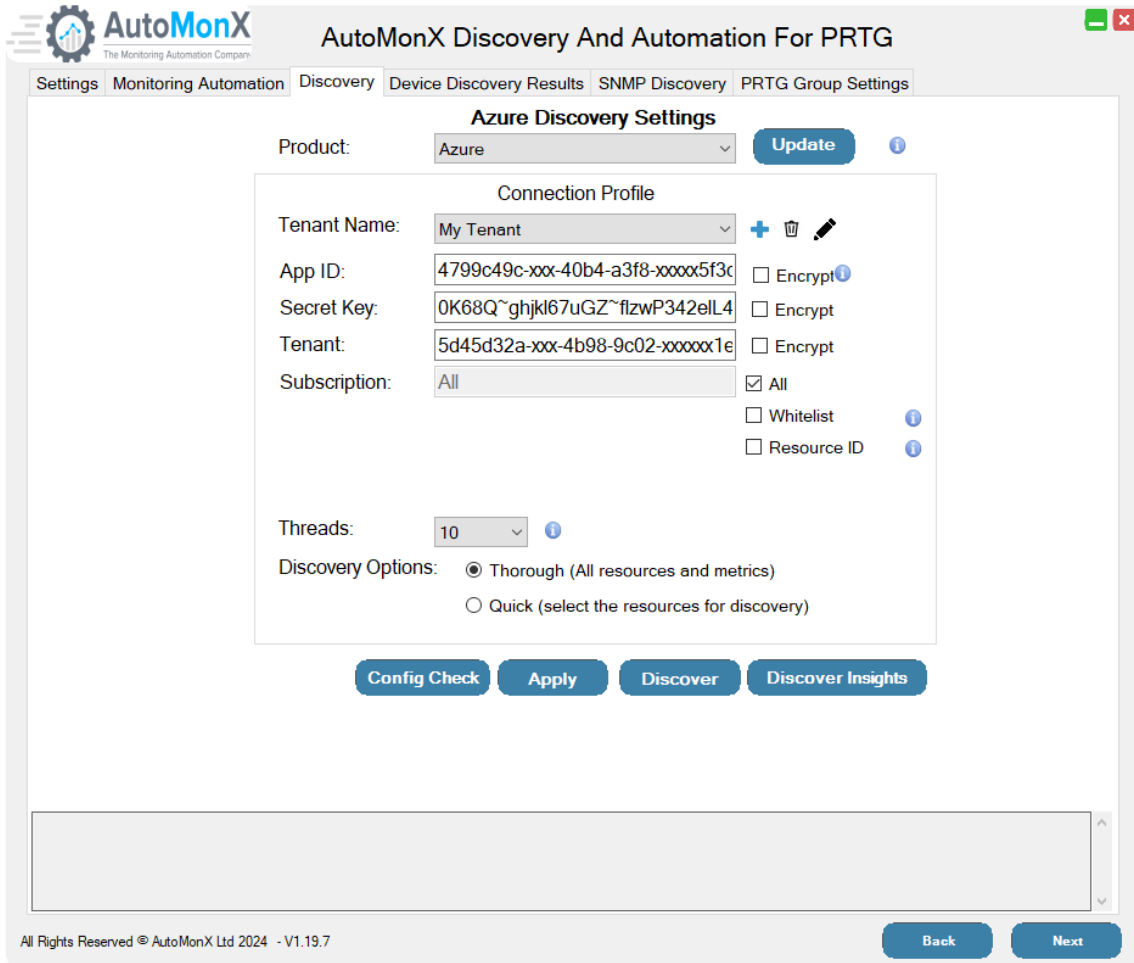 AutoMonX
The Monitoring Automation Company
AutoMonX Discovery And Automation For PRTG
Settings Monitoring Automation Discovery Device Discovery Results SNMP Discovery PRTG Group Settings
Azure Discovery Settings
Product: Azure Update
Connection Profile
Tenant Name: My Tenant
App ID: 4799c49c-xxx-40b4-a3f8-xxxxx5f3c Encrypt
Secret Key: 0K68Q~ghjkl67uGZ~flzwP342elL4 Encrypt
Tenant: 5d45d32a-xxx-4b98-9c02-xxxxxx1e Encrypt
Subscription: All All
Whitelist
Resource ID
Threads: 10
Discovery Options: Thorough (All resources and metrics)
Quick (select the resources for discovery)
Config Check Apply Discover Discover Insights
All Rights Reserved © AutoMonX Ltd 2024 - V1.19.7 Back Next